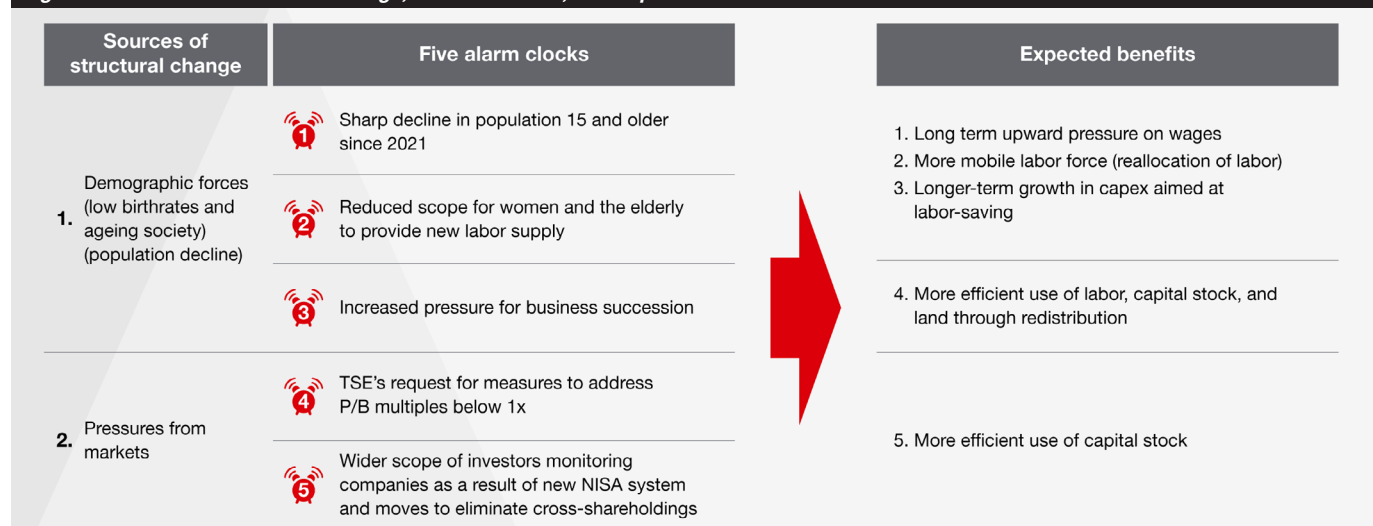 Sources of
structural change
Five alarm clocks
Expected benefits
1. Demographic forces
(low birthrates and
ageing society)
(population decline)
1 Sharp decline in population 15 and older
since 2021
2 Reduced scope for women and the elderly
to provide new labor supply
3 Increased pressure for business succession
1. Long term upward pressure on wages
2. More mobile labor force (reallocation of labor)
3. Longer-term growth in capex aimed at
labor-saving
4. More efficient use of labor, capital stock, and
land through redistribution
2. Pressures from
markets
4 TSE's request for measures to address
P/B multiples below 1x
5 Wider scope of investors monitoring
companies as a result of new NISA system
and moves to eliminate cross-shareholdings
5. More efficient use of capital stock